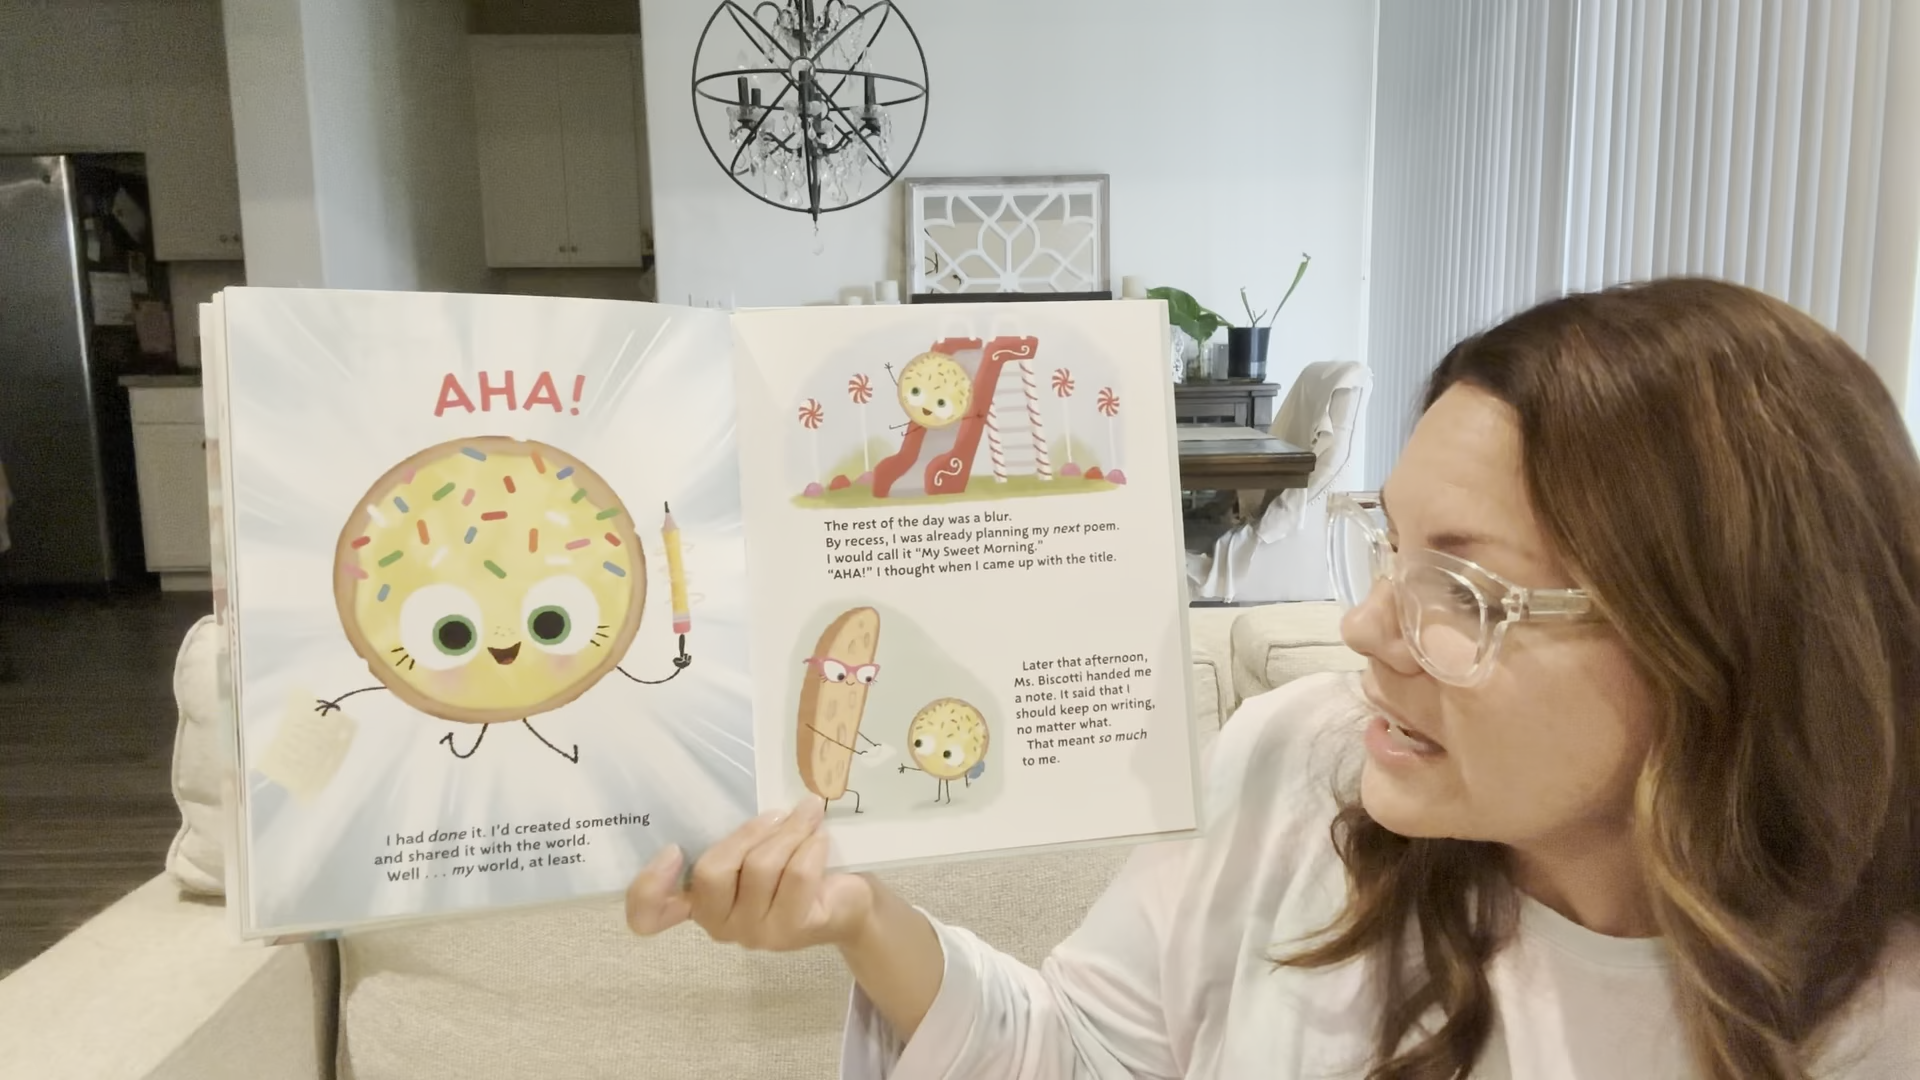 AHA!
I had done it. I'd created something
and shared it with the world.
Well . . . my world, at least.
The rest of the day was a blur.
By recess, I was already planning my next poem.
I would call it “My Sweet Morning.”
“AHA!” I thought when I came up with the title.
Later that afternoon,
Ms. Biscotti handed me
a note. It said that I
should keep on writing,
no matter what.
That meant so much
to me.